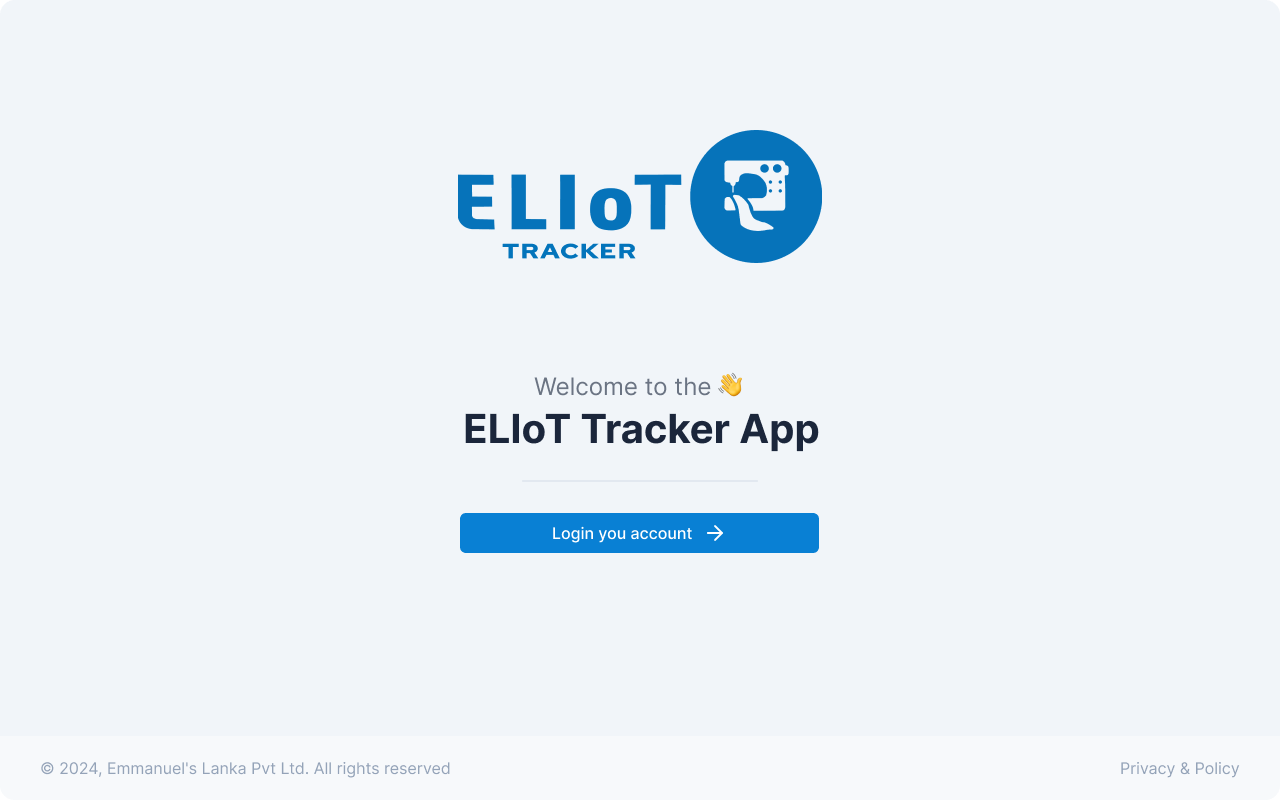 ELIoT
TRACKER
Welcome to the 👋
ELIoT Tracker App
Login you account
© 2024, Emmanuel's Lanka Pvt Ltd. All rights reserved
Privacy & Policy